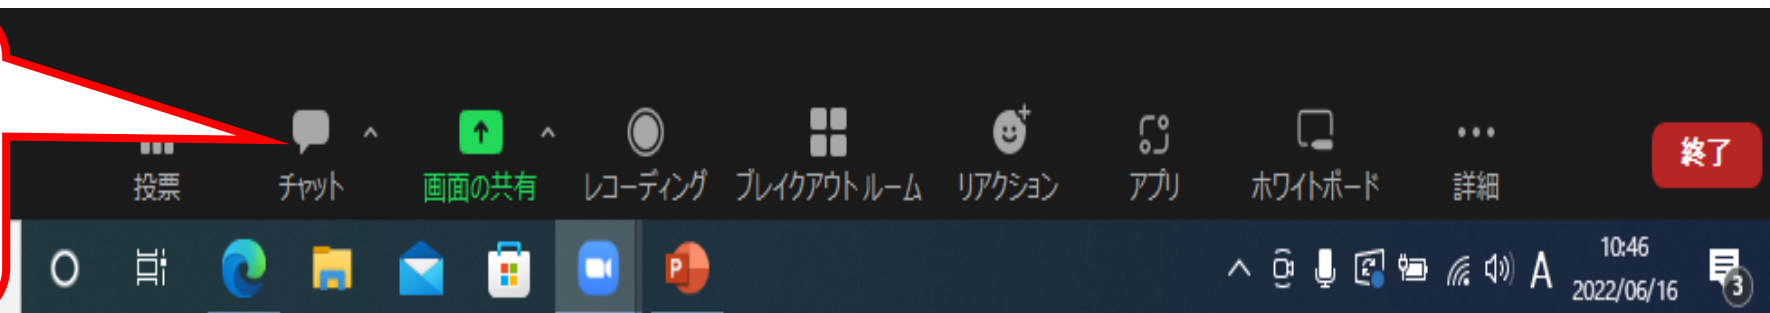 投票 チャット 画面の共有 レコーディング ブレイクアウト ルーム リアクション アプリ ホワイトボード 詳細 終了
A 10:46
2022/06/16 3